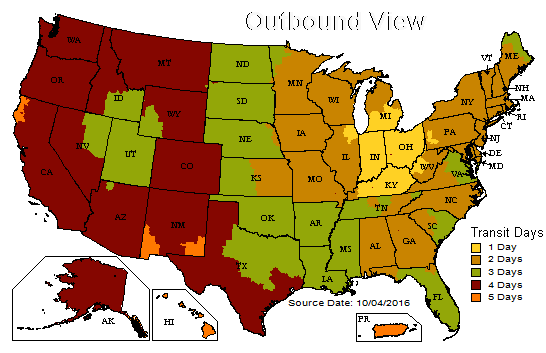 Outbound View
WA
MT
ND
MN
ME
VT
OR
ID
WY
SD
WI
MI
NY
NH
MA
RI
CT
NV
UT
NE
IA
IL
IN
OH
PA
NJ
DE
MD
CA
CO
KS
MO
KY
WV
VA
AZ
NM
OK
AR
TN
NC
SC
TX
LA
MS
AL
GA
FL
AK
HI
PR
Transit Days
1 Day
2 Days
3 Days
4 Days
5 Days
Source Date: 10/04/2016